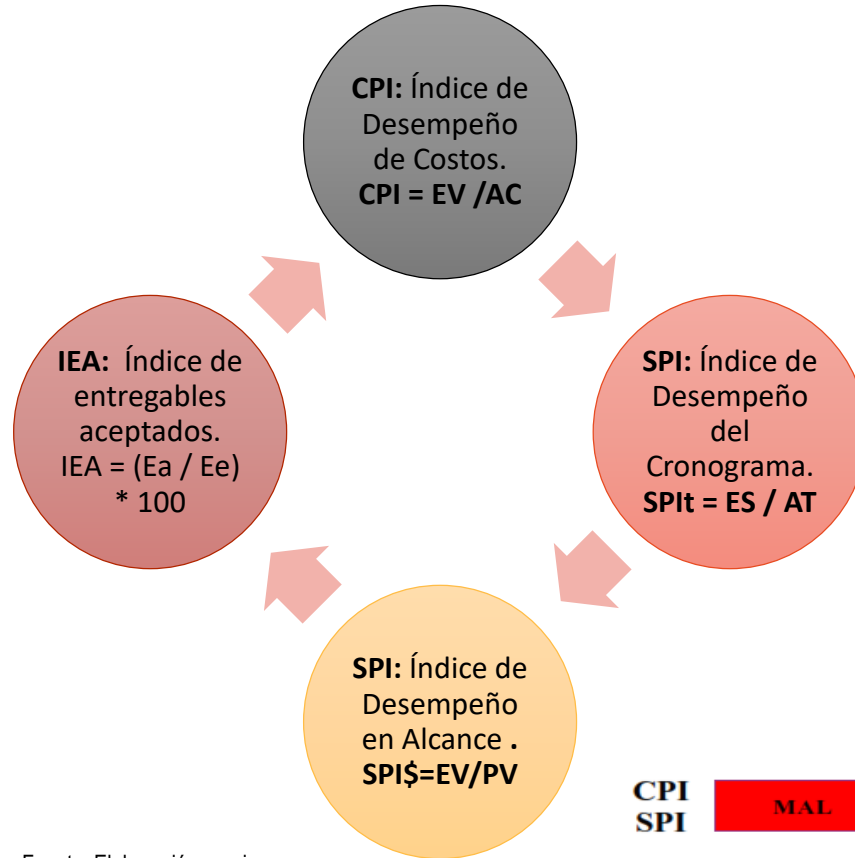 CPI: Índice de
Desempeño
de Costos.
CPI = EV /AC
IEA: Índice de
entregables
aceptados.
IEA = (Ea / Ee)
* 100
SPI: Índice de
Desempeño
del
Cronograma.
SPIt = ES / AT
SPI: Índice de
Desempeño
en Alcance .
SPI$=EV/PV
CPI
SPI
MAL